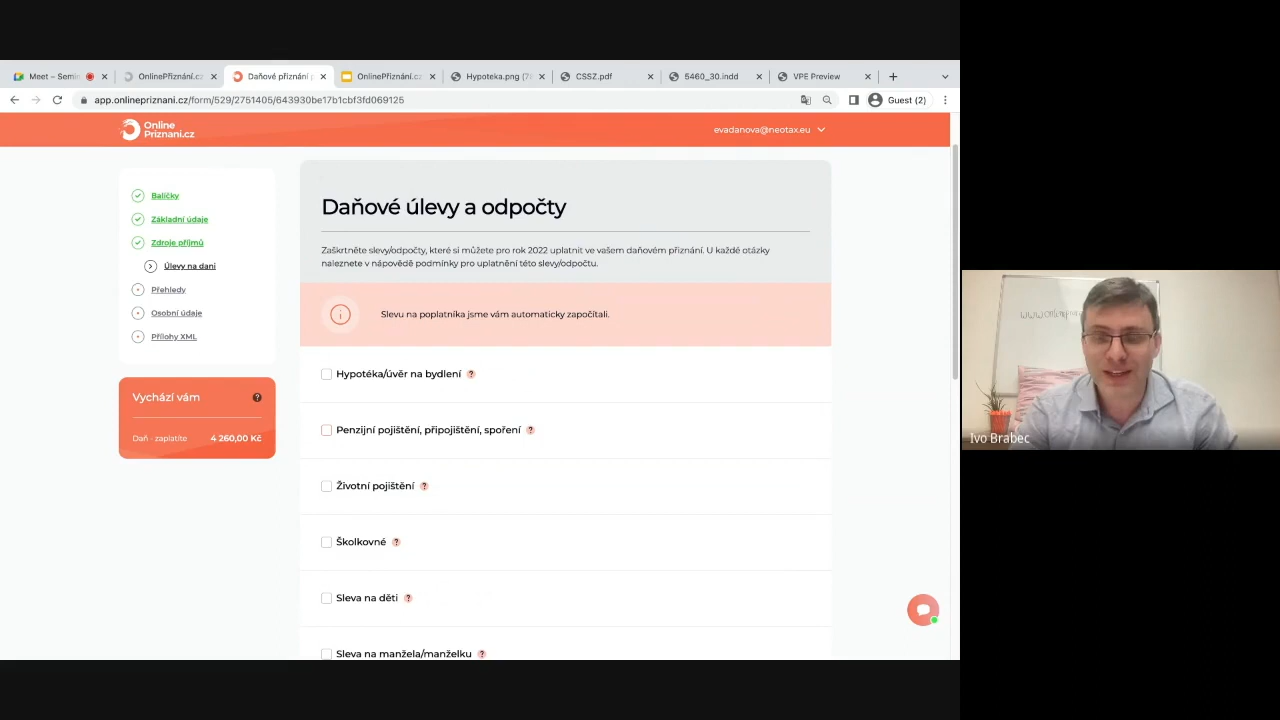 Meet – Semin
OnlinePřiznání.cz
Daňové přiznání p
OnlinePřiznání.cz
Hypoteka.png (7
CSSZ.pdf
5460_30.indd
VPE Preview
app.onlinepriznani.cz/form/529/2751405/643930be17b1cbf3fd069125
Guest (2)
Online
Priznani.cz
evadanova@neotax.eu
Balíčky
Základní údaje
Zdroje příjmů
Úlevy na dani
Přehledy
Osobní údaje
Přílohy XML
Vychází vám
?
Daň - zaplatíte 4 260,00 Kč
Daňové úlevy a odpočty
Zaškrtněte slevy/odpočty, které si můžete pro rok 2022 uplatnit ve vašem daňovém přiznání. U každé otázky
naleznete v nápovědě podmínky pro uplatnění této slevy/odpočtu.
Slevu na poplatníka jsme vám automaticky započítali.
Hypotéka/úvěr na bydlení ?
Penzijní pojištění, připojištění, spoření ?
Životní pojištění ?
Školkovné ?
Sleva na děti ?
Sleva na manžela/manželku ?
Ivo Brabec